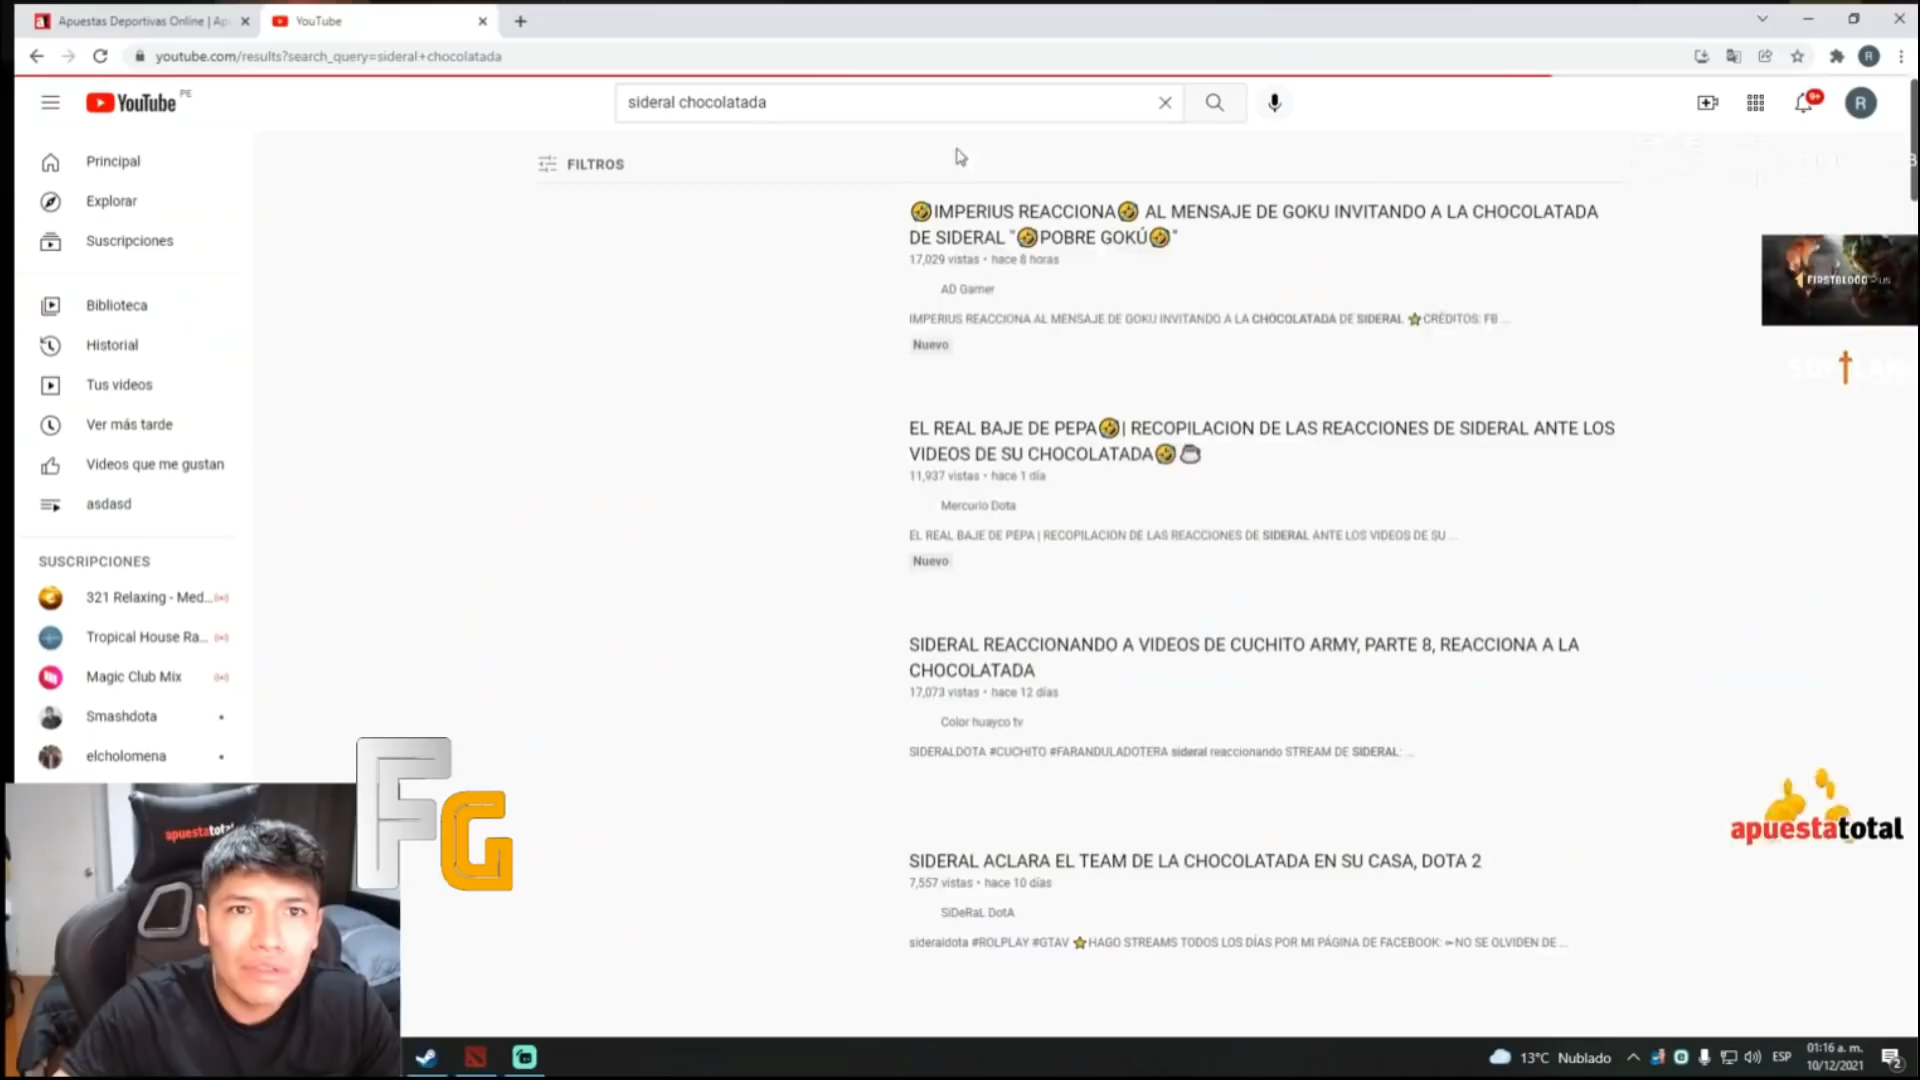 Apuestas Deportivas Online | Ap
YouTube
youtube.com/results?search_query=sideral+chocolatada
YouTube PE
sideral chocolatada
9+
R
Principal
Explorar
Suscripciones
Biblioteca
Historial
Tus videos
Ver más tarde
Videos que me gustan
asdasd
SUSCRIPCIONES
321 Relaxing - Med...
Tropical House Ra...
Magic Club Mix
Smashdota
elcholomena
FILTROS
🤣IMPERIUS REACCIONA🤣 AL MENSAJE DE GOKU INVITANDO A LA CHOCOLATADA
DE SIDERAL "🤣POBRE GOKÚ🤣"
17,029 vistas • hace 8 horas
AD Gamer
IMPERIUS REACCIONA AL MENSAJE DE GOKU INVITANDO A LA CHOCOLATADA DE SIDERAL ⭐CRÉDITOS: FB ...
Nuevo
EL REAL BAJE DE PEPA🤣| RECOPILACION DE LAS REACCIONES DE SIDERAL ANTE LOS
VIDEOS DE SU CHOCOLATADA🤣
11,937 vistas • hace 1 día
Mercurio Dota
EL REAL BAJE DE PEPA | RECOPILACION DE LAS REACCIONES DE SIDERAL ANTE LOS VIDEOS DE SU ...
Nuevo
SIDERAL REACCIONANDO A VIDEOS DE CUCHITO ARMY, PARTE 8, REACCIONA A LA
CHOCOLATADA
17,073 vistas • hace 12 días
Color huayco tv
SIDERALDOTA #CUCHITO #FARANDULADOTERA sideral reaccionando STREAM DE SIDERAL: ...
SIDERAL ACLARA EL TEAM DE LA CHOCOLATADA EN SU CASA, DOTA 2
7,557 vistas • hace 10 días
SiDeRaL DotA
sideraldota #ROLPLAY #GTAV ⭐HAGO STREAMS TODOS LOS DÍAS POR MI PÁGINA DE FACEBOOK: ➳NO SE OLVIDEN DE ...
FIRSTBLOOD
apuestatotal
FG
apuestatotal
13°C Nublado
ESP
01:16 a. m.
10/12/2021
2